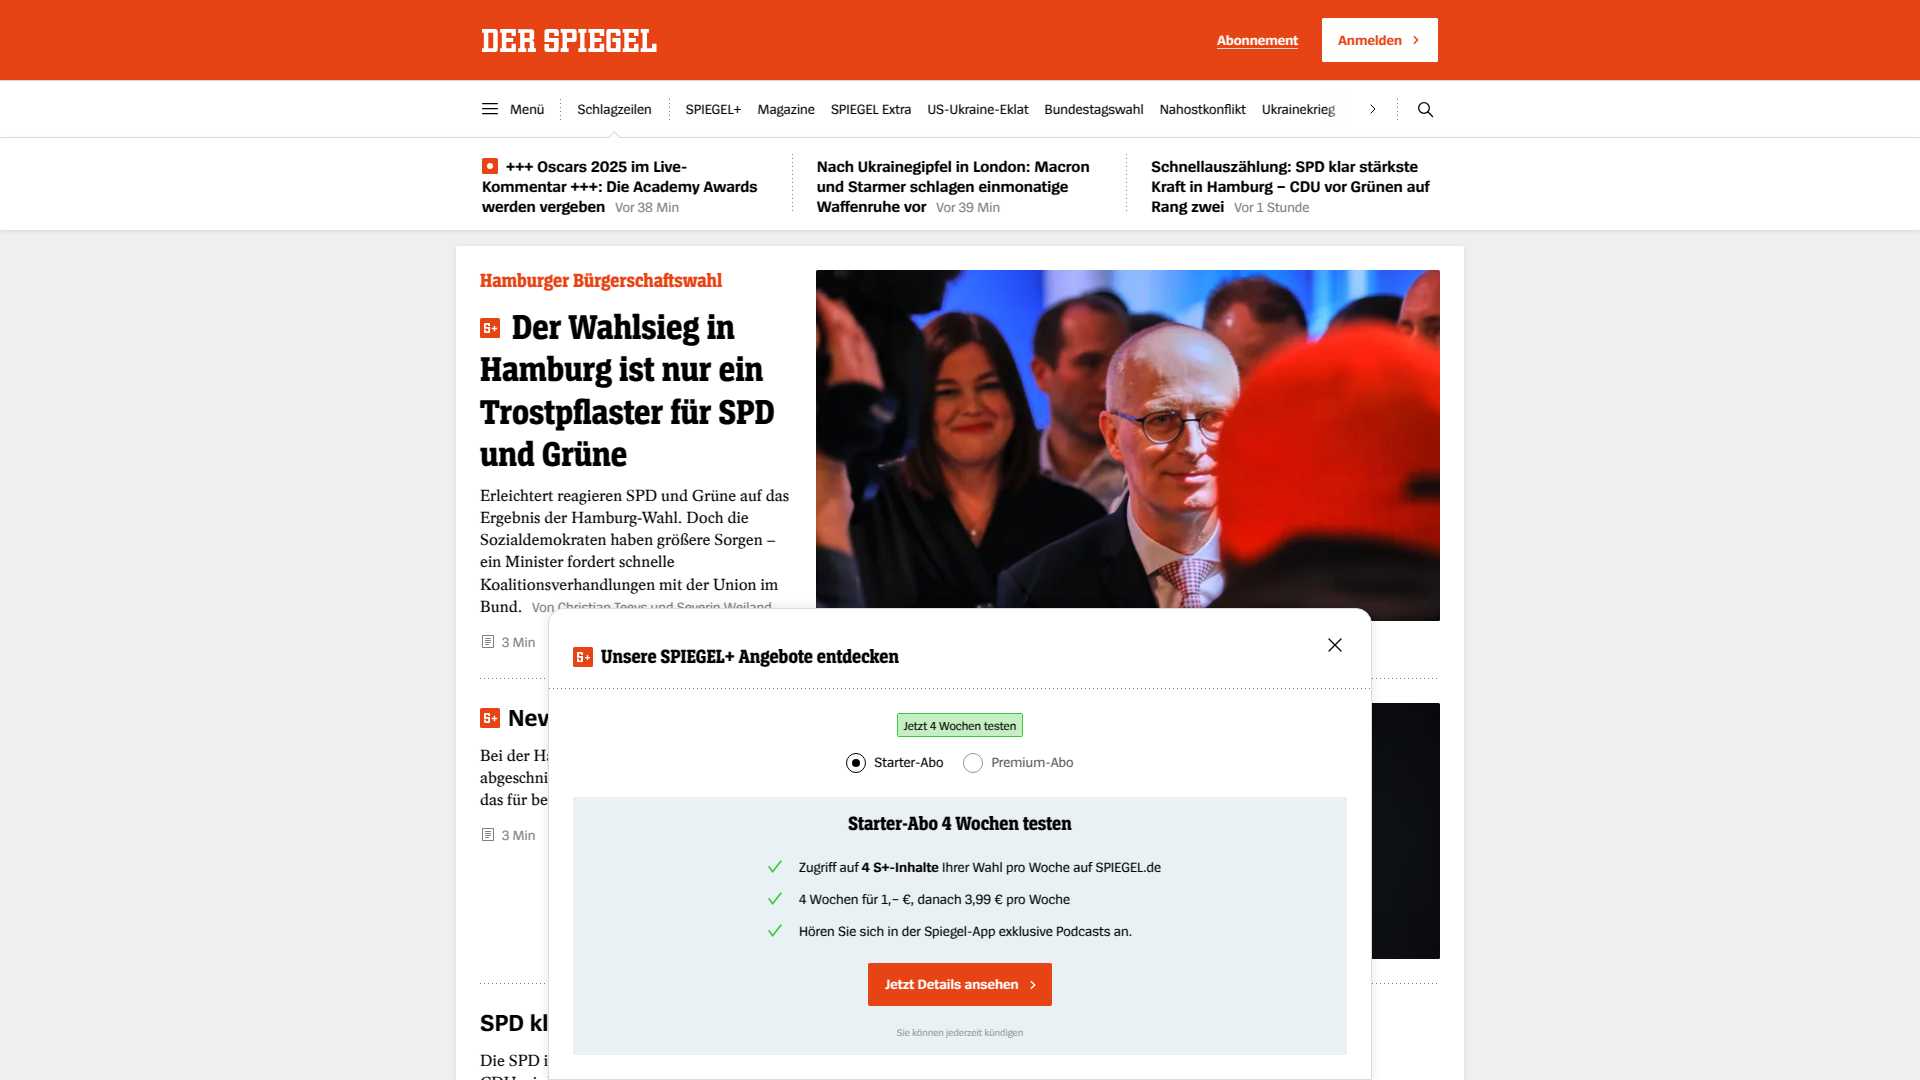 DER SPIEGEL
Abonnement
Anmelden
Menü
Schlagzeilen
SPIEGEL+
Magazine
SPIEGEL Extra
US-Ukraine-Eklat
Bundestagswahl
Nahostkonflikt
Ukrainekrieg
+++ Oscars 2025 im Live-
Kommentar +++: Die Academy Awards
werden vergeben Vor 38 Min
Nach Ukrainegipfel in London: Macron
und Starmer schlagen einmonatige
Waffenruhe vor Vor 39 Min
Schnellauszählung: SPD klar stärkste
Kraft in Hamburg – CDU vor Grünen auf
Rang zwei Vor 1 Stunde
Hamburger Bürgerschaftswahl
S+ Der Wahlsieg in
Hamburg ist nur ein
Trostpflaster für SPD
und Grüne
Erleichtert reagieren SPD und Grüne auf das
Ergebnis der Hamburg-Wahl. Doch die
Sozialdemokraten haben größere Sorgen –
ein Minister fordert schnelle
Koalitionsverhandlungen mit der Union im
Bund. Von Christian Teevs und Severin Weiland
3 Min
S+ Nev
Bei der Ha
abgeschni
das für be
3 Min
SPD kl
Die SPD i
S+ Unsere SPIEGEL+ Angebote entdecken
Jetzt 4 Wochen testen
Starter-Abo
Premium-Abo
Starter-Abo 4 Wochen testen
Zugriff auf 4 S+-Inhalte Ihrer Wahl pro Woche auf SPIEGEL.de
4 Wochen für 1,– €, danach 3,99 € pro Woche
Hören Sie sich in der Spiegel-App exklusive Podcasts an.
Jetzt Details ansehen
Sie können jederzeit kündigen